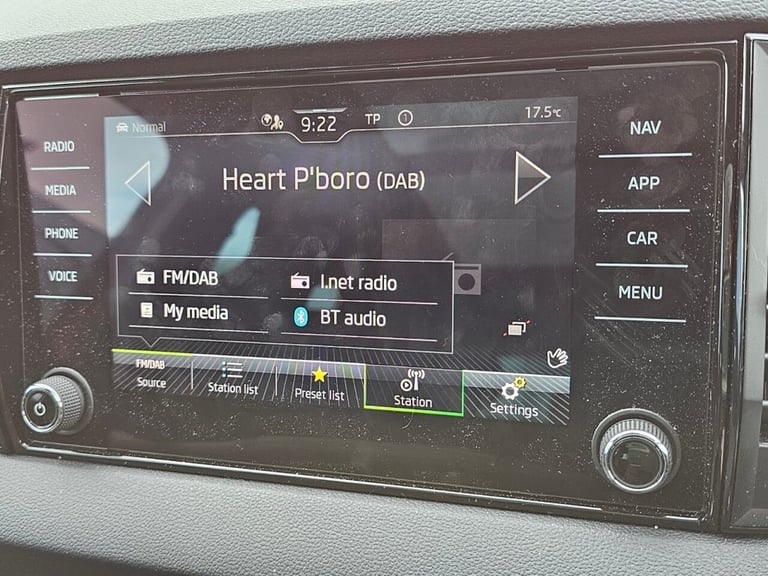 Normal 9:22 TP 1 17.5°C
RADIO
MEDIA
PHONE
VOICE
Heart P'boro (DAB)
FM/DAB
I.net radio
My media
BT audio
FM/DAB
Source
Station list
Preset list
Station
Settings
NAV
APP
CAR
MENU